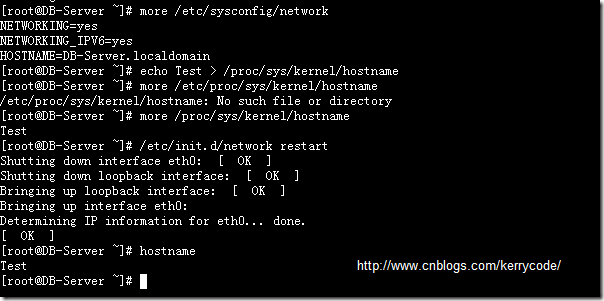 [root@DB-Server ~]# more /etc/sysconfig/network
NETWORKING=yes
NETWORKING_IPV6=yes
HOSTNAME=DB-Server.localdomain
[root@DB-Server ~]# echo Test > /proc/sys/kernel/hostname
[root@DB-Server ~]# more /etc/proc/sys/kernel/hostname
/etc/proc/sys/kernel/hostname: No such file or directory
[root@DB-Server ~]# more /proc/sys/kernel/hostname
Test
[root@DB-Server ~]# /etc/init.d/network restart
Shutting down interface eth0:  [  OK  ]
Shutting down loopback interface:  [  OK  ]
Bringing up loopback interface:  [  OK  ]
Bringing up interface eth0:
Determining IP information for eth0... done.
[  OK  ]
[root@DB-Server ~]# hostname
Test
[root@DB-Server ~]#
http://www.cnblogs.com/kerrycode/